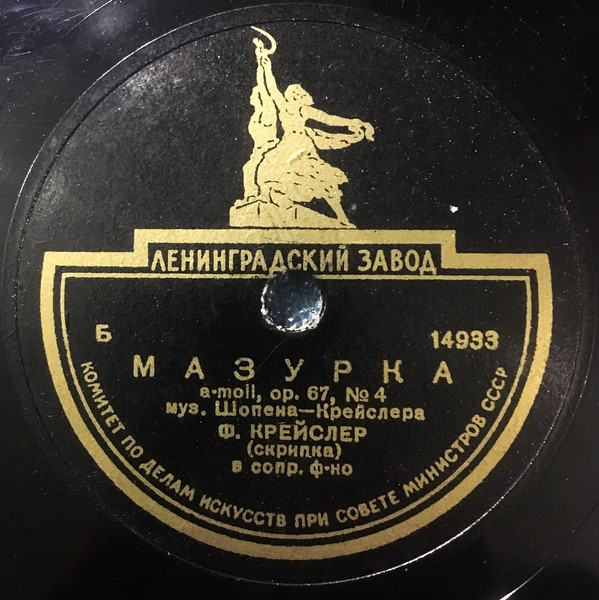 ЛЕНИНГРАДСКИЙ ЗАВОД
Б 14933
МАЗУРКА
a-moll, op. 67, № 4
муз. Шопена—Крейслера
Ф. КРЕЙСЛЕР
(скрипка)
в сопр. ф-но
КОМИТЕТ ПО ДЕЛАМ ИСКУССТВ ПРИ СОВЕТЕ МИНИСТРОВ СССР